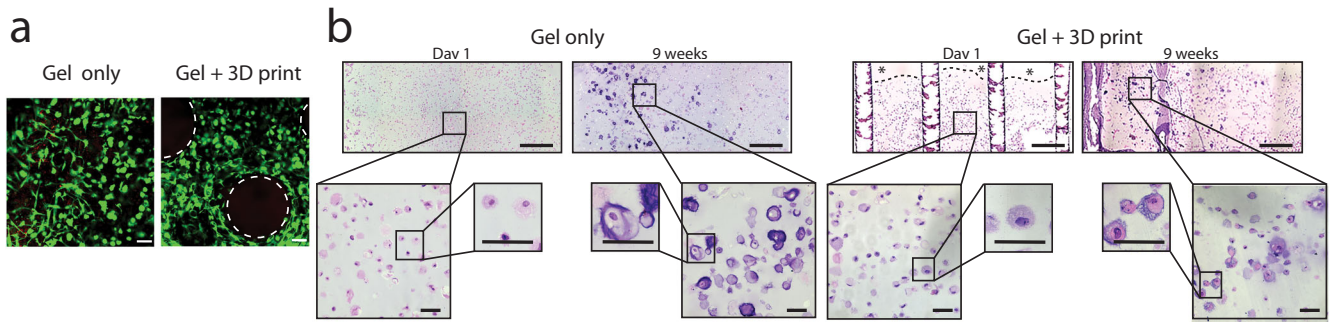 a
Gel only
Gel + 3D print
b
Gel only
Day 1
9 weeks
Gel + 3D print
Day 1
9 weeks
*
*
*